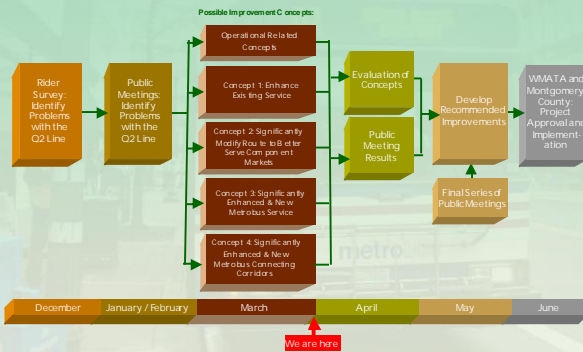 Possible Improvement Concepts:
Rider
Survey:
Identify
Problems
with the
Q2 Line
Public
Meetings:
Identify
Problems
with the
Q2 Line
Operational Related
Concepts
Concept 1: Enhance
Existing Service
Concept 2: Significantly
Modify Route to Better
Serve Component
Markets
Concept 3: Significantly
Enhanced & New
Metrobus Service
Concept 4: Significantly
Enhanced & New
Metrobus Connecting
Corridors
Evaluation of
Concepts
Public
Meeting
Results
Develop
Recommended
Improvements
Final Series of
Public Meetings
WMATA and
Montgomery
County:
Project
Approval and
Implement-
ation
metro
December
January / February
March
April
May
June
We are here